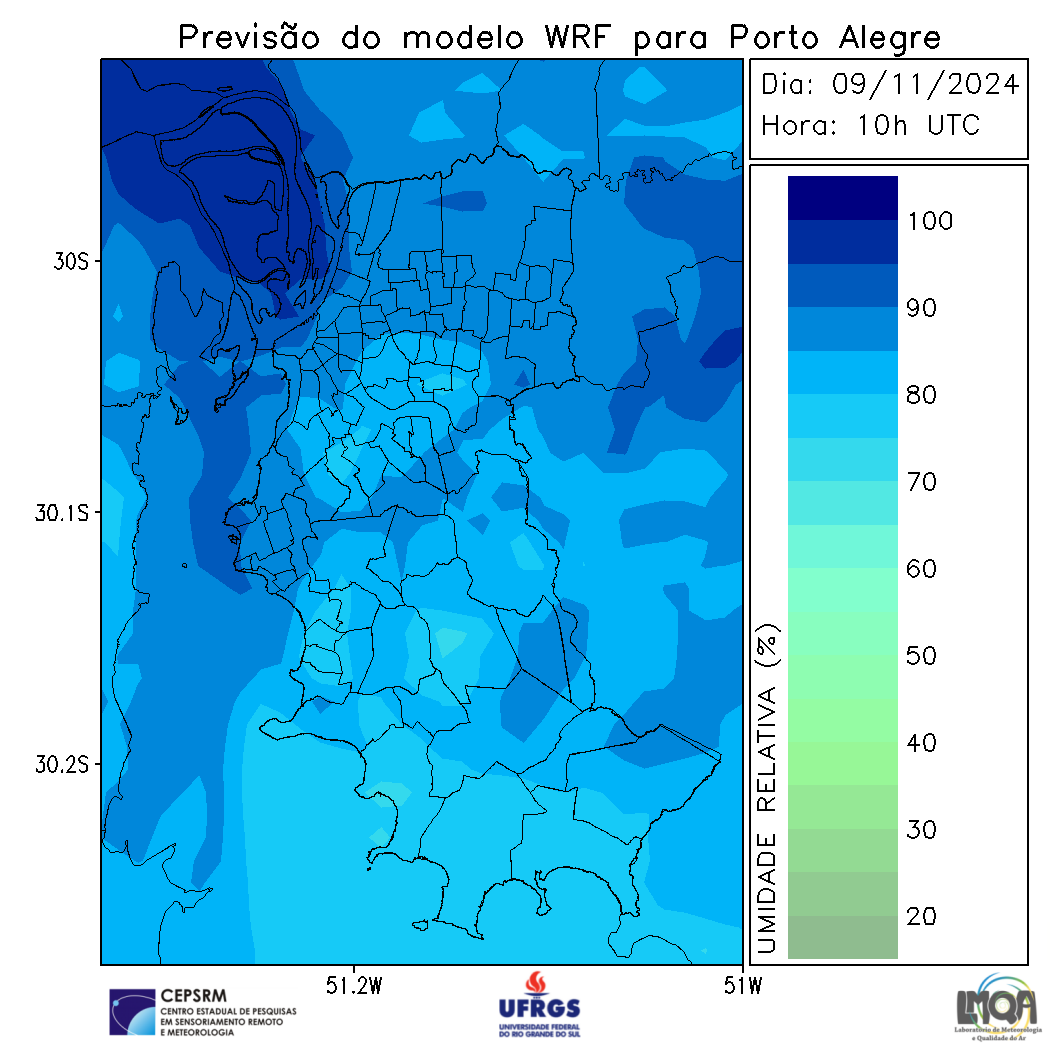 Previsão do modelo WRF para Porto Alegre
Dia: 09/11/2024
Hora: 10h UTC
100
90
80
70
60
50
40
30
20
UMIDADE RELATIVA (%)
30S
30.1S
30.2S
51.2W
51W
CEPSRM
CENTRO ESTADUAL DE PESQUISAS
EM SENSORIAMENTO REMOTO
E METEOROLOGIA
UFRGS
UNIVERSIDADE FEDERAL
DO RIO GRANDE DO SUL
LMQA
Laboratório de Meteorologia
e Qualidade do Ar